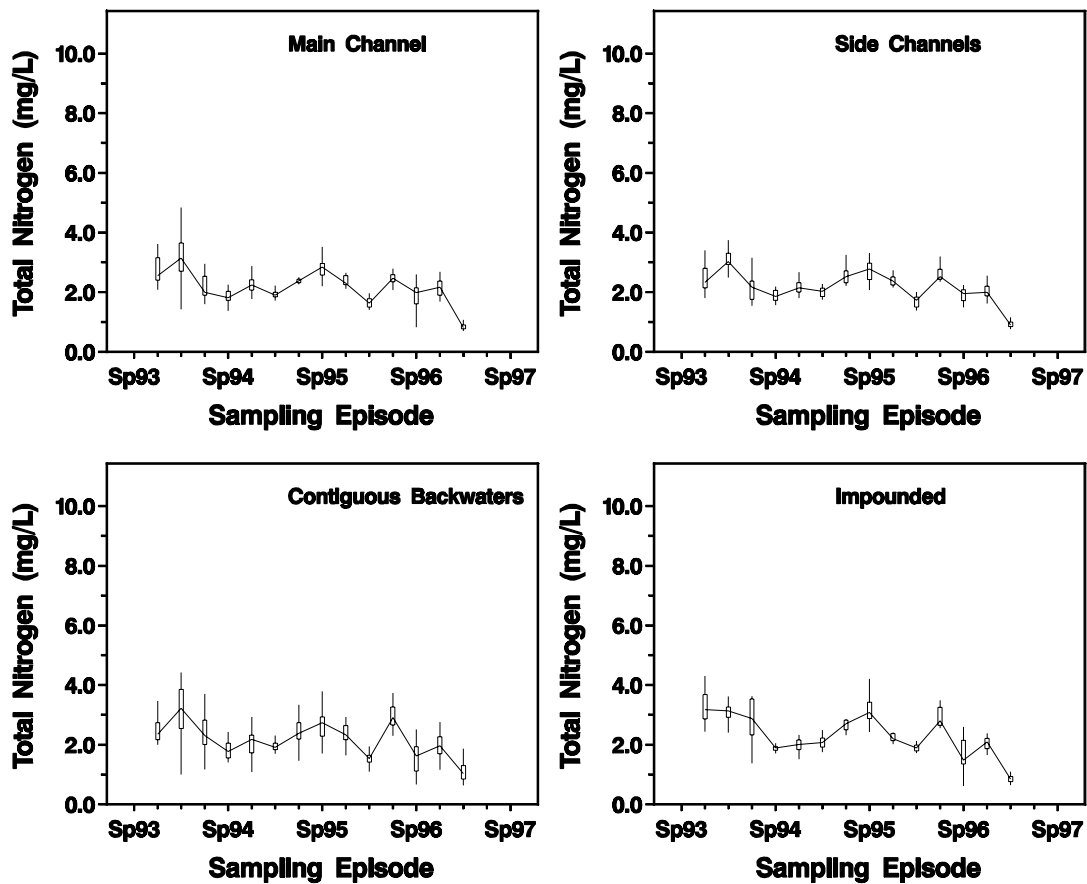 Main Channel
Total Nitrogen (mg/L)
10.0
8.0
6.0
4.0
2.0
0.0
Sp93 Sp94 Sp95 Sp96 Sp97
Sampling Episode
Side Channels
Total Nitrogen (mg/L)
10.0
8.0
6.0
4.0
2.0
0.0
Sp93 Sp94 Sp95 Sp96 Sp97
Sampling Episode
Contiguous Backwaters
Total Nitrogen (mg/L)
10.0
8.0
6.0
4.0
2.0
0.0
Sp93 Sp94 Sp95 Sp96 Sp97
Sampling Episode
Impounded
Total Nitrogen (mg/L)
10.0
8.0
6.0
4.0
2.0
0.0
Sp93 Sp94 Sp95 Sp96 Sp97
Sampling Episode